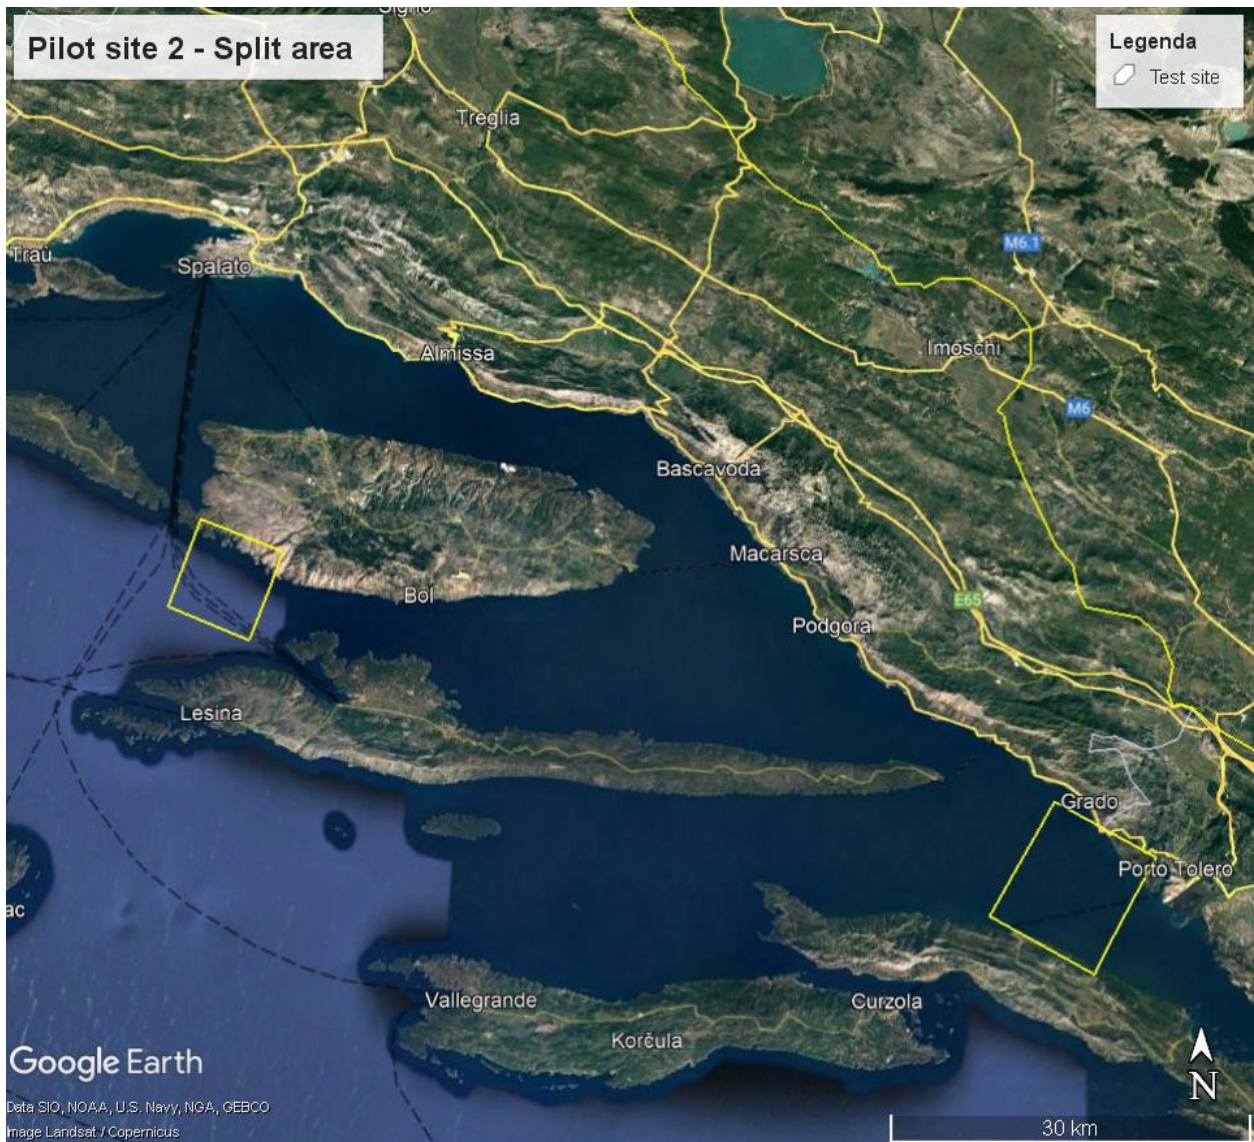 Signo
Pilot site 2 - Split area
Legenda
Test site
Treglia
M6.1
Traù
Spalato
Almissa
Imoschi
M6
Bascavoda
Macarsca
E65
Bol
Podgora
Lesina
Grado
Porto Tolero
ac
Vallegrande
Curzola
Korčula
Google Earth
N
Data SIO, NOAA, U.S. Navy, NGA, GEBCO
Image Landsat / Copernicus
30 km